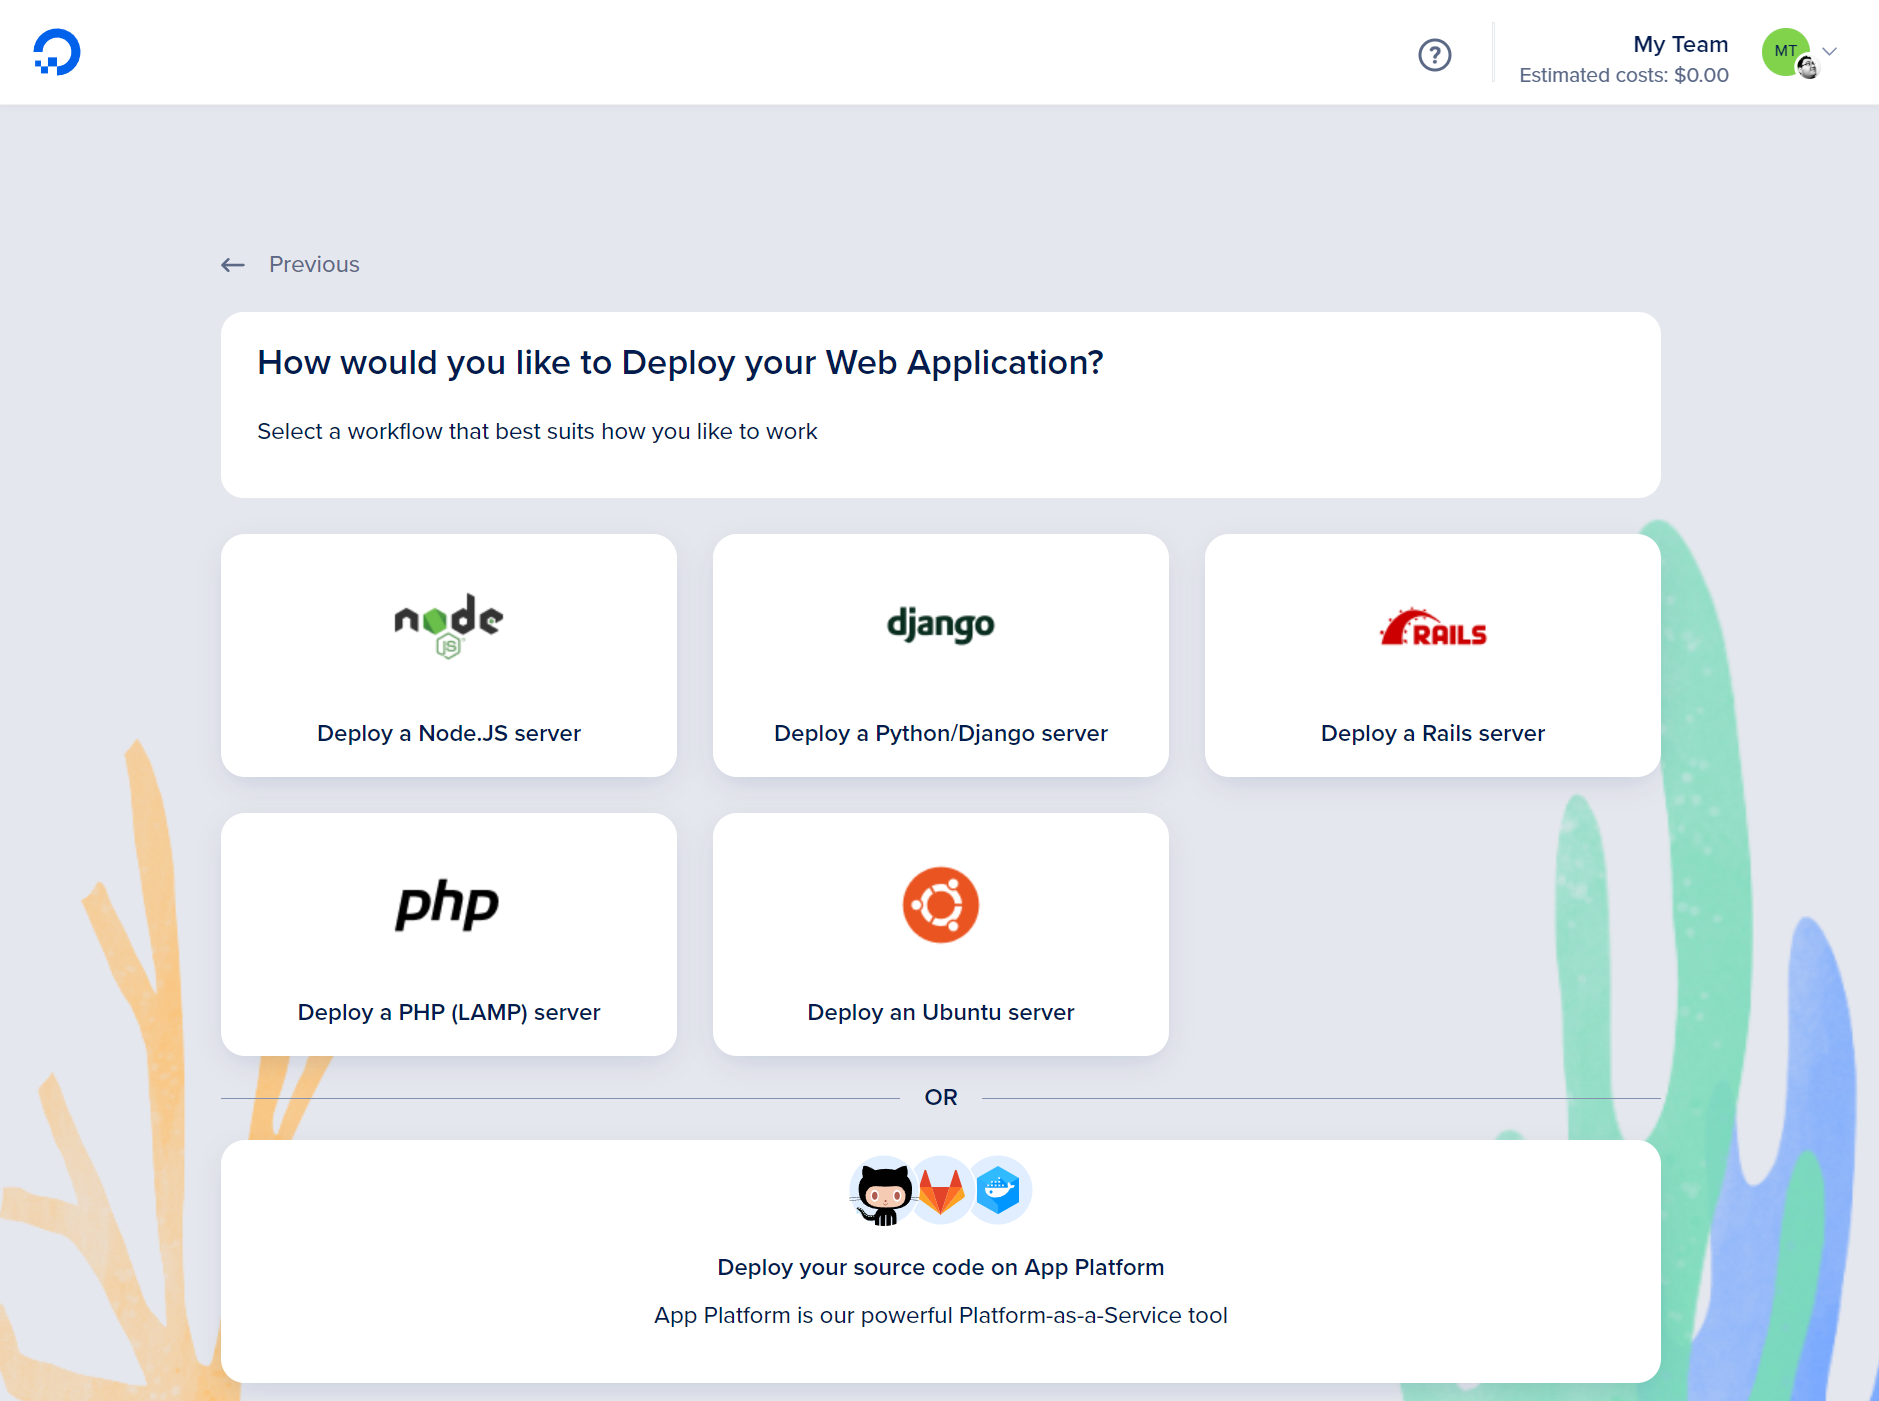 ?
My Team
Estimated costs: $0.00
MT
Previous
How would you like to Deploy your Web Application?
Select a workflow that best suits how you like to work
node
JS
Deploy a Node.JS server
django
Deploy a Python/Django server
RAILS
Deploy a Rails server
php
Deploy a PHP (LAMP) server
Deploy an Ubuntu server
OR
Deploy your source code on App Platform
App Platform is our powerful Platform-as-a-Service tool